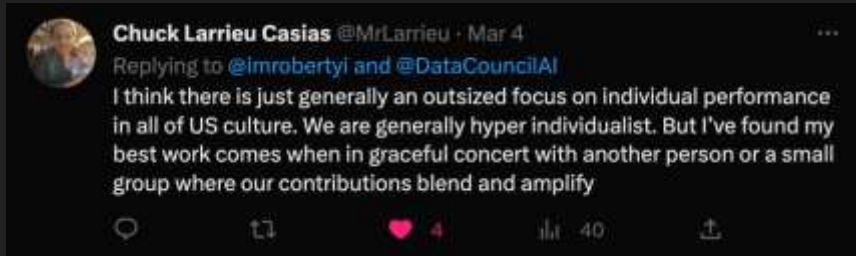 Chuck Larrieu Casias @MrLarrieu · Mar 4
Replying to @imrobertyi and @DataCouncilAI
I think there is just generally an outsized focus on individual performance
in all of US culture. We are generally hyper individualist. But I've found my
best work comes when in graceful concert with another person or a small
group where our contributions blend and amplify
4 40